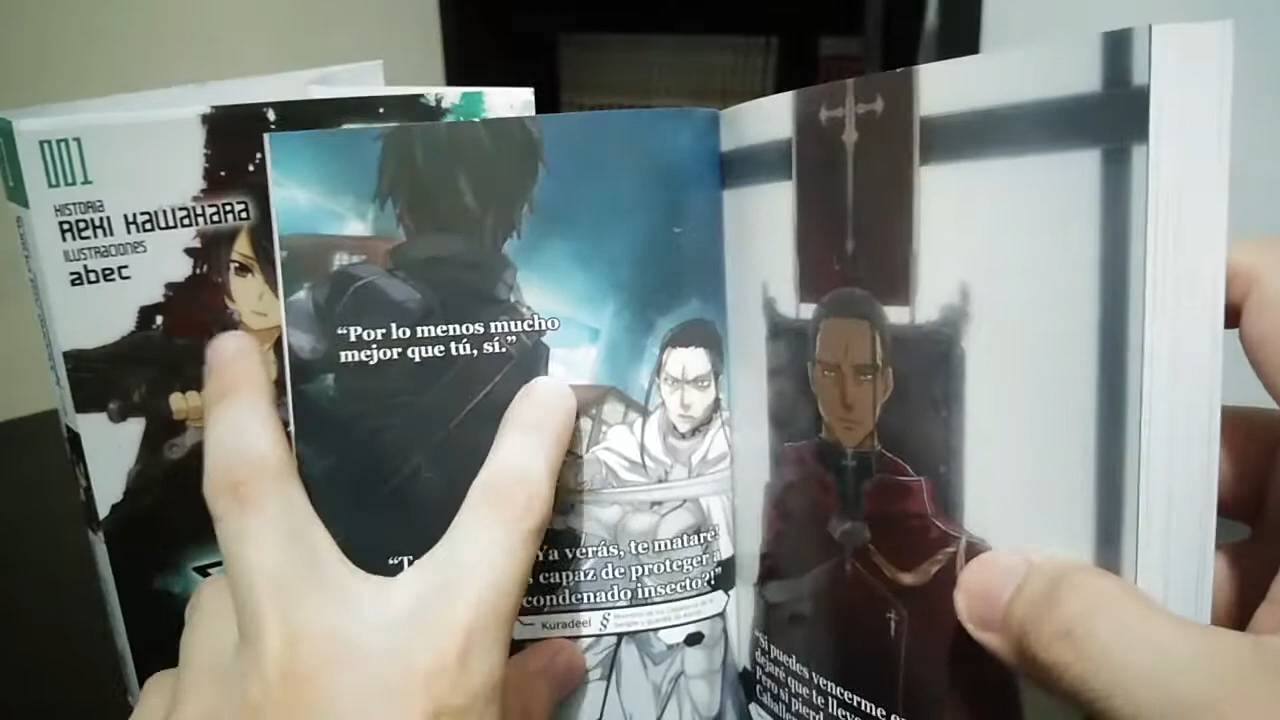 001
HISTORIA
REKI KAWAHARA
ILUSTRACIONES
abec
“Por lo menos mucho
mejor que tú, sí.”
Ya verás, te mataré!
capaz de proteger a
condenado insecto?!”
Kuradeel §
“Si puedes vencerme
dejaré que te lleve
Pero si pierd
Caballe